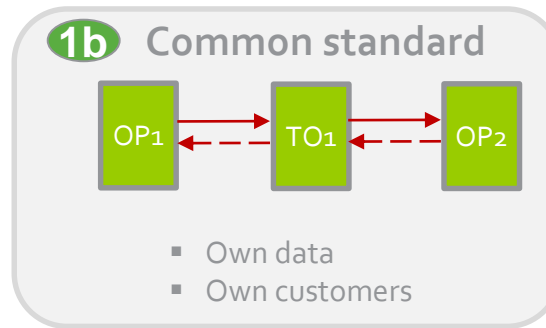 1b Common standard
OP1 TO1 OP2
▪ Own data
▪ Own customers